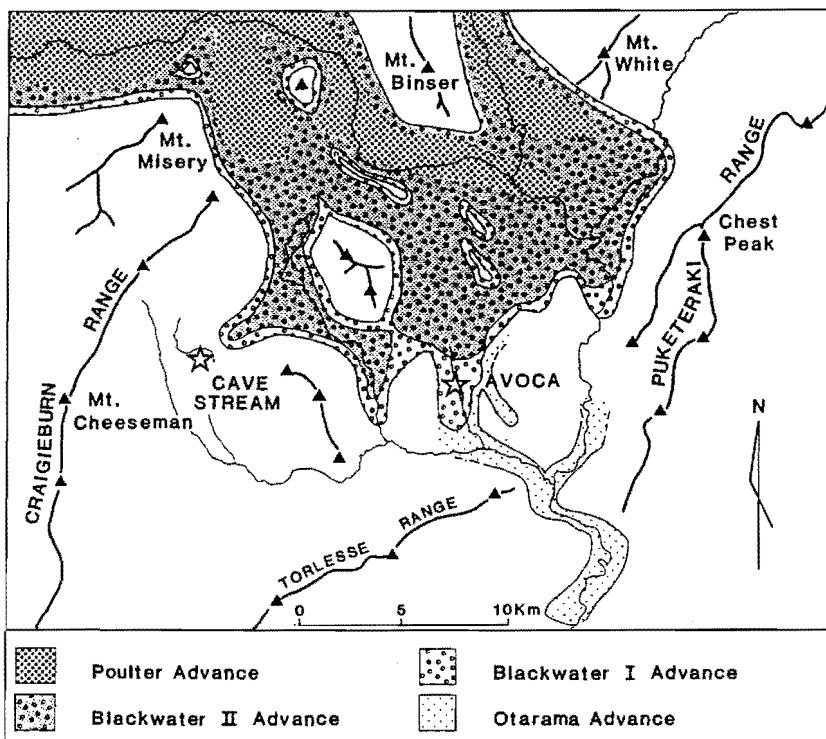 Mt.
Binser
Mt.
White
Mt.
Misery
RANGE
Chest
Peak
PUKETERAKI
RANGE
CAVE
STREAM
AVOCA
Mt.
Cheeseman
CRAIGIEBURN
N
TORLESSE
RANGE
0 5 10Km
Poulter Advance
Blackwater I Advance
Blackwater II Advance
Otarama Advance